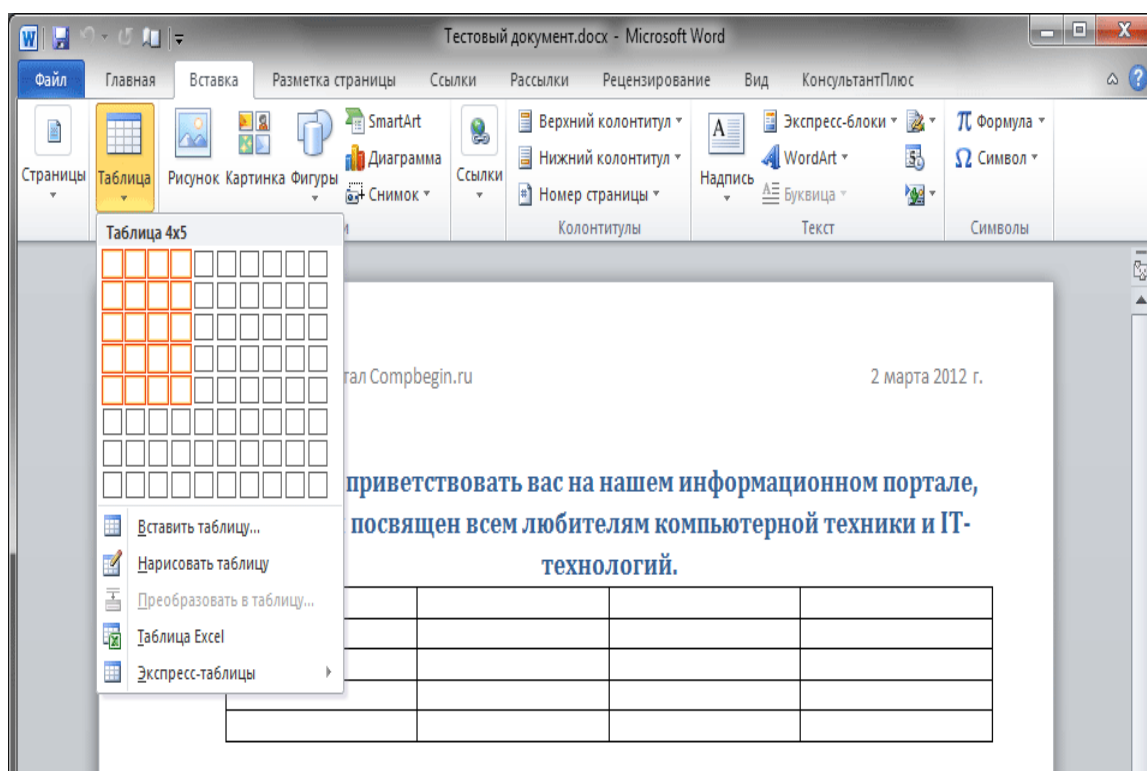 W
Тестовый документ.docx - Microsoft Word
Файл Главная Вставка Разметка страницы Ссылки Рассылки Рецензирование Вид КонсультантПлюс
Страницы
Таблица
Рисунок Картинка Фигуры
SmartArt
Диаграмма
Снимок
Ссылки
Верхний колонтитул
Нижний колонтитул
Номер страницы
Колонтитулы
A
Надпись
Экспресс-блоки
WordArt
Буквица
Текст
π Формула
Ω Символ
Символы
Таблица 4x5
Вставить таблицу...
Нарисовать таблицу
Преобразовать в таблицу...
Таблица Excel
Экспресс-таблицы
Compbegin.ru 2 марта 2012 г.
приветствовать вас на нашем информационном портале,
посвящен всем любителям компьютерной техники и IT-
технологий.